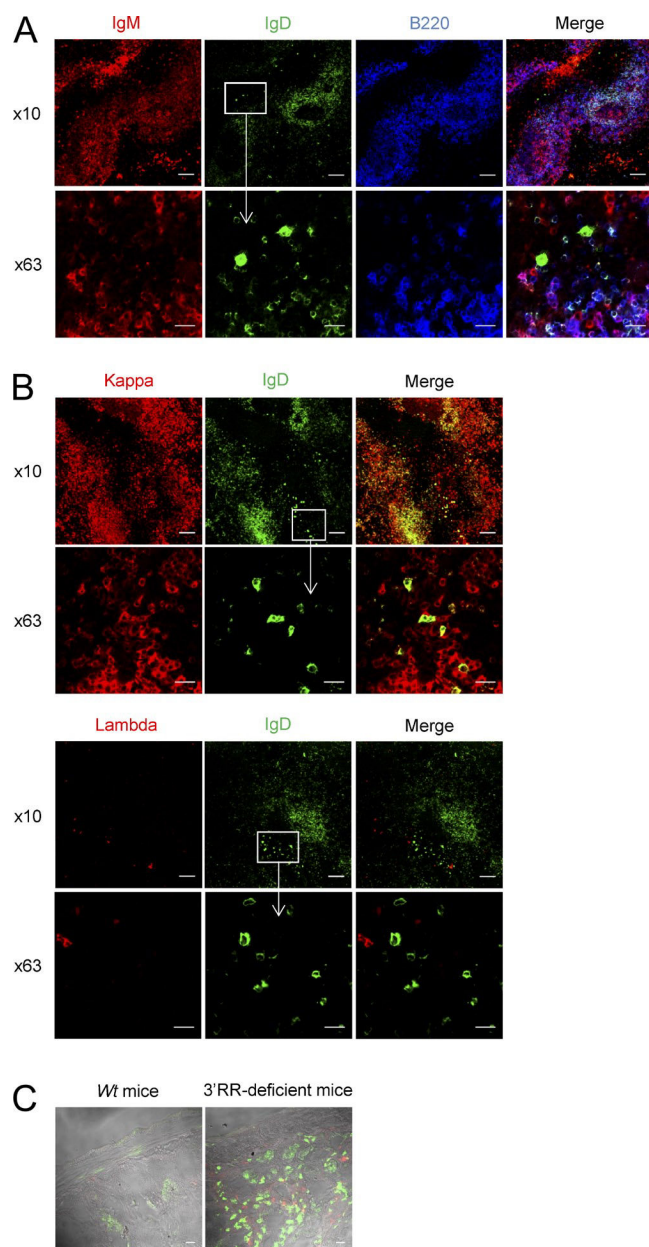 A
IgM IgD B220 Merge
x10
x63
B
Kappa IgD Merge
x10
x63
Lambda IgD Merge
x10
x63
C
Wt mice 3'RR-deficient mice